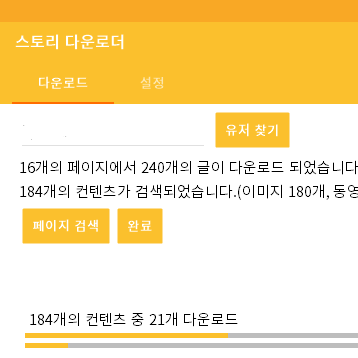 스토리 다운로더
다운로드 설정
유저 찾기
16개의 페이지에서 240개의 글이 다운로드 되었습니다
184개의 컨텐츠가 검색되었습니다.(이미지 180개, 동영
페이지 검색 완료
184개의 컨텐츠 중 21개 다운로드